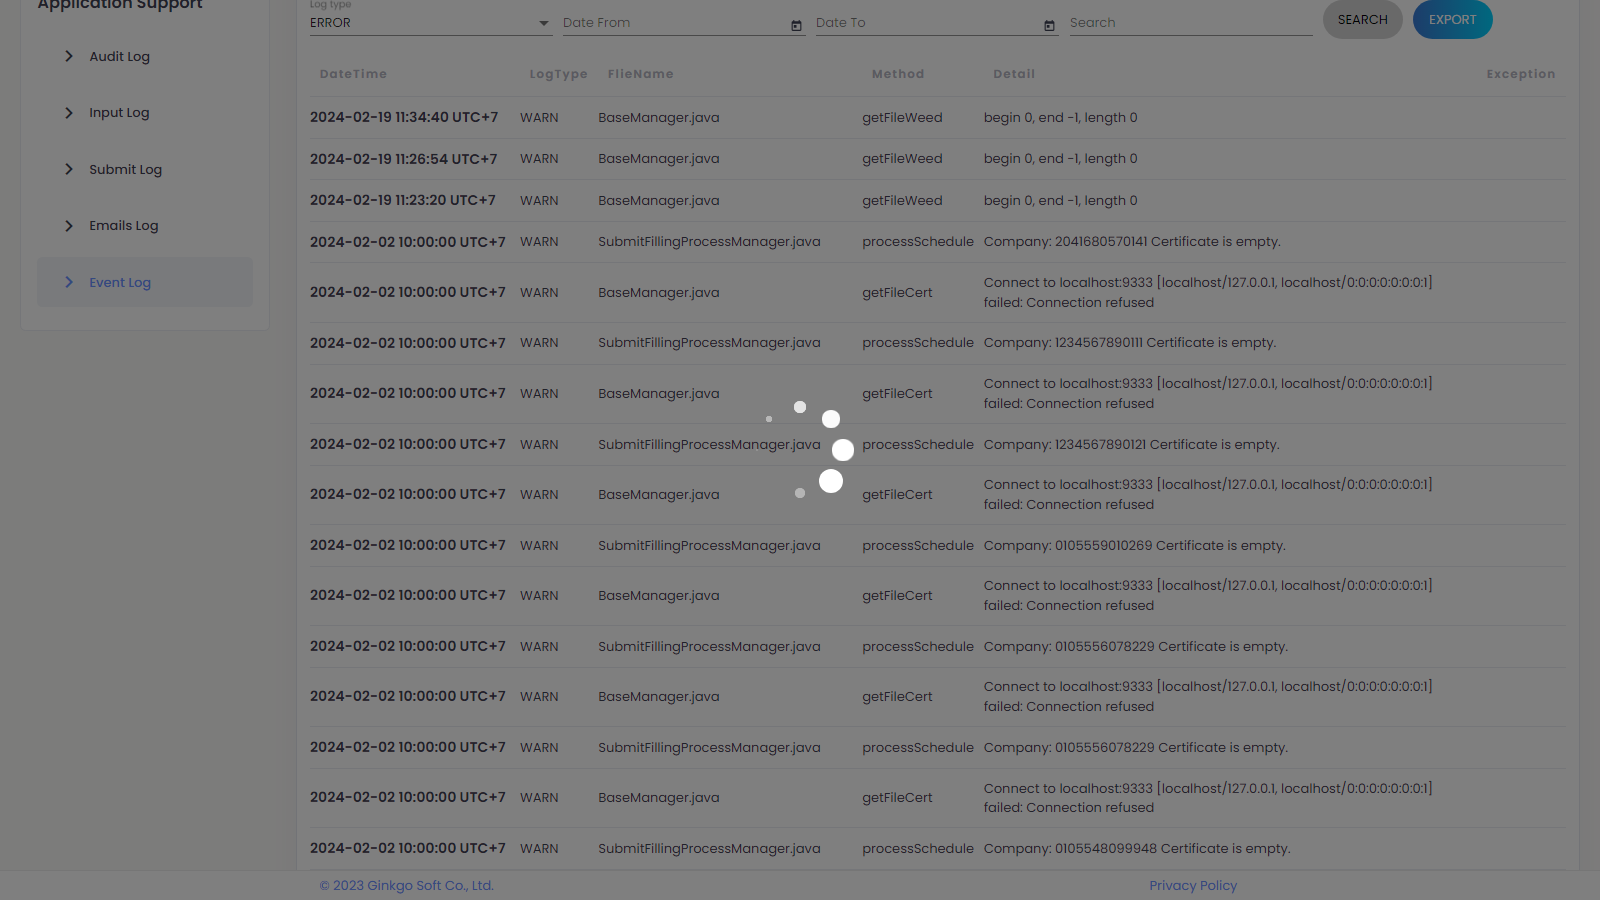 Application Support
Audit Log
Input Log
Submit Log
Emails Log
Event Log
Log type
ERROR
Date From
Date To
Search
SEARCH
EXPORT
DateTime LogType FlieName Method Detail Exception
2024-02-19 11:34:40 UTC+7 WARN BaseManager.java getFileWeed begin 0, end -1, length 0
2024-02-19 11:26:54 UTC+7 WARN BaseManager.java getFileWeed begin 0, end -1, length 0
2024-02-19 11:23:20 UTC+7 WARN BaseManager.java getFileWeed begin 0, end -1, length 0
2024-02-02 10:00:00 UTC+7 WARN SubmitFillingProcessManager.java processSchedule Company: 2041680570141 Certificate is empty.
2024-02-02 10:00:00 UTC+7 WARN BaseManager.java getFileCert Connect to localhost:9333 [localhost/127.0.0.1, localhost/0:0:0:0:0:0:0:1]
failed: Connection refused
2024-02-02 10:00:00 UTC+7 WARN SubmitFillingProcessManager.java processSchedule Company: 1234567890111 Certificate is empty.
2024-02-02 10:00:00 UTC+7 WARN BaseManager.java getFileCert Connect to localhost:9333 [localhost/127.0.0.1, localhost/0:0:0:0:0:0:0:1]
failed: Connection refused
2024-02-02 10:00:00 UTC+7 WARN SubmitFillingProcessManager.java processSchedule Company: 1234567890121 Certificate is empty.
2024-02-02 10:00:00 UTC+7 WARN BaseManager.java getFileCert Connect to localhost:9333 [localhost/127.0.0.1, localhost/0:0:0:0:0:0:0:1]
failed: Connection refused
2024-02-02 10:00:00 UTC+7 WARN SubmitFillingProcessManager.java processSchedule Company: 0105559010269 Certificate is empty.
2024-02-02 10:00:00 UTC+7 WARN BaseManager.java getFileCert Connect to localhost:9333 [localhost/127.0.0.1, localhost/0:0:0:0:0:0:0:1]
failed: Connection refused
2024-02-02 10:00:00 UTC+7 WARN SubmitFillingProcessManager.java processSchedule Company: 0105556078229 Certificate is empty.
2024-02-02 10:00:00 UTC+7 WARN BaseManager.java getFileCert Connect to localhost:9333 [localhost/127.0.0.1, localhost/0:0:0:0:0:0:0:1]
failed: Connection refused
2024-02-02 10:00:00 UTC+7 WARN SubmitFillingProcessManager.java processSchedule Company: 0105556078229 Certificate is empty.
2024-02-02 10:00:00 UTC+7 WARN BaseManager.java getFileCert Connect to localhost:9333 [localhost/127.0.0.1, localhost/0:0:0:0:0:0:0:1]
failed: Connection refused
2024-02-02 10:00:00 UTC+7 WARN SubmitFillingProcessManager.java processSchedule Company: 0105548099948 Certificate is empty.
© 2023 Ginkgo Soft Co., Ltd.
Privacy Policy